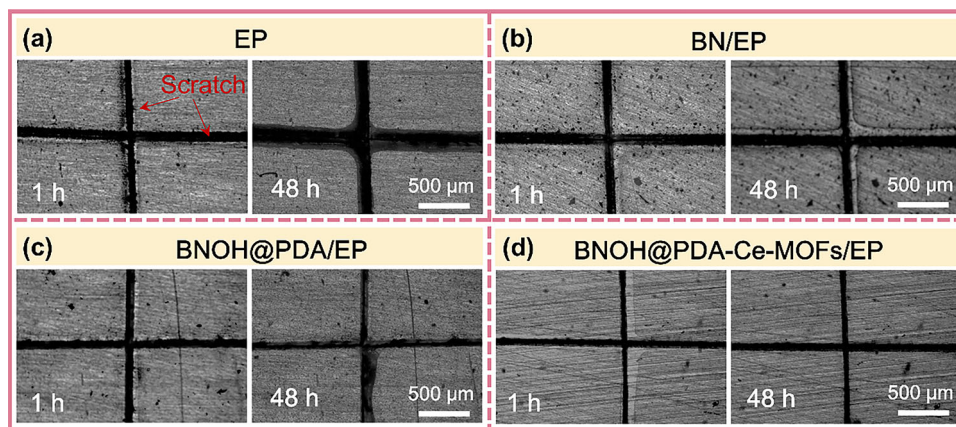 (a) EP
Scratch
1 h
48 h
500 μm
(b) BN/EP
1 h
48 h
500 μm
(c) BNOH@PDA/EP
1 h
48 h
500 μm
(d) BNOH@PDA-Ce-MOFs/EP
1 h
48 h
500 μm